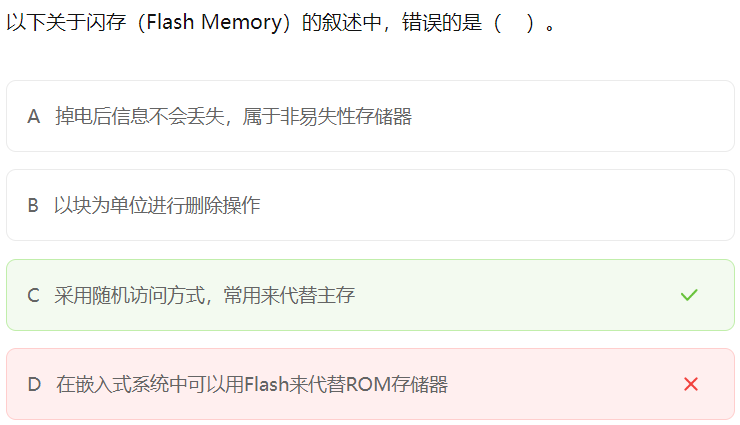 以下关于闪存（Flash Memory）的叙述中，错误的是（　）。
A 掉电后信息不会丢失，属于非易失性存储器
B 以块为单位进行删除操作
C 采用随机访问方式，常用来代替主存
D 在嵌入式系统中可以用Flash来代替ROM存储器